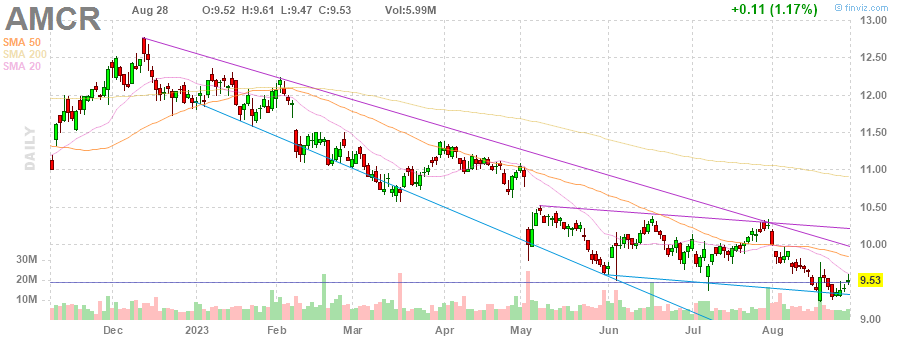 AMCR Aug 28 O:9.52 H:9.61 L:9.47 C:9.53 Vol:5.99M +0.11 (1.17%) © finviz.com
SMA 50
SMA 200
SMA 20
DAILY
13.00
12.50
12.00
11.50
11.00
10.50
10.00
9.53
9.00
30M
20M
10M
Dec 2023 Feb Mar Apr May Jun Jul Aug